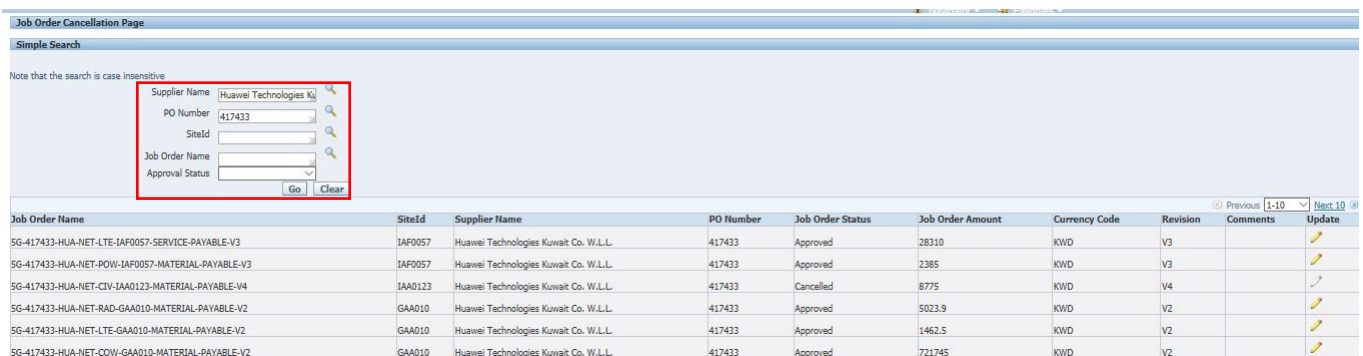 Job Order Cancellation Page
Simple Search
Note that the search is case insensitive
Supplier Name Huawei Technologies Ku
PO Number 417433
SiteId
Job Order Name
Approval Status
Go Clear
Previous 1-10 Next 10
Job Order Name SiteId Supplier Name PO Number Job Order Status Job Order Amount Currency Code Revision Comments Update
5G-417433-HUA-NET-LTE-IAF0057-SERVICE-PAYABLE-V3 IAF0057 Huawei Technologies Kuwait Co. W.L.L. 417433 Approved 28310 KWD V3
5G-417433-HUA-NET-POW-IAF0057-MATERIAL-PAYABLE-V3 IAF0057 Huawei Technologies Kuwait Co. W.L.L. 417433 Approved 2385 KWD V3
5G-417433-HUA-NET-CIV-IAA0123-MATERIAL-PAYABLE-V4 IAA0123 Huawei Technologies Kuwait Co. W.L.L. 417433 Cancelled 8775 KWD V4
5G-417433-HUA-NET-RAD-GAA010-MATERIAL-PAYABLE-V2 GAA010 Huawei Technologies Kuwait Co. W.L.L. 417433 Approved 5023.9 KWD V2
5G-417433-HUA-NET-LTE-GAA010-MATERIAL-PAYABLE-V2 GAA010 Huawei Technologies Kuwait Co. W.L.L. 417433 Approved 1462.5 KWD V2
5G-417433-HUA-NET-COW-GAA010-MATERIAL-PAYABLE-V2 GAA010 Huawei Technologies Kuwait Co. W.L.L. 417433 Approved 721745 KWD V2